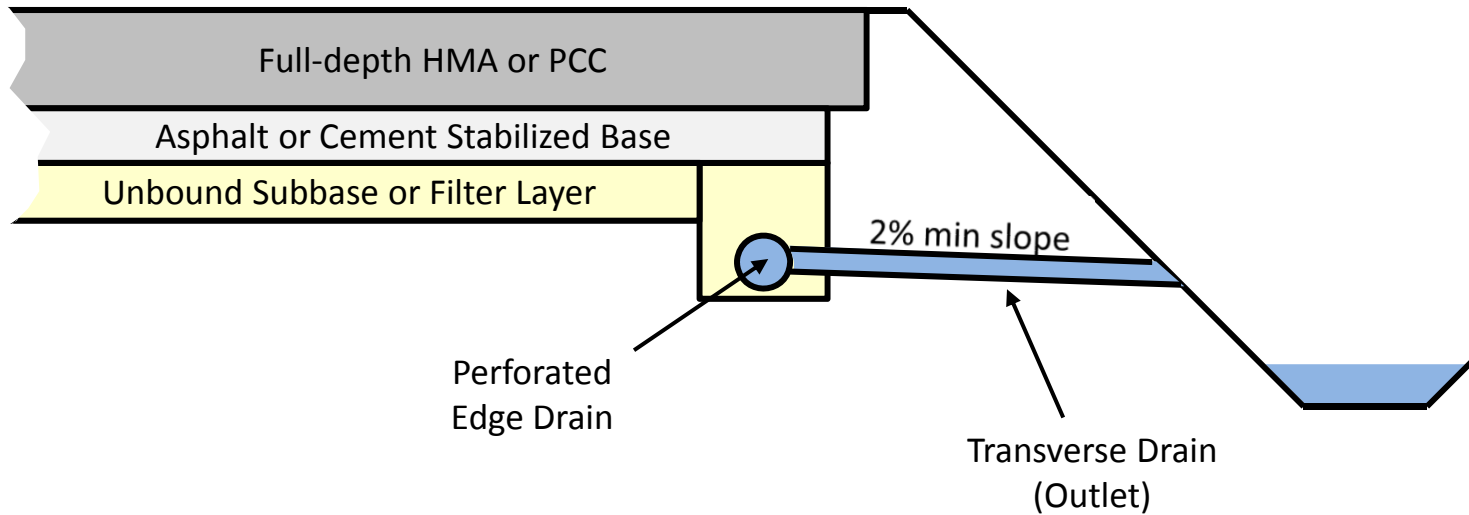 Full-depth HMA or PCC
Asphalt or Cement Stabilized Base
Unbound Subbase or Filter Layer
2% min slope
Perforated
Edge Drain
Transverse Drain
(Outlet)